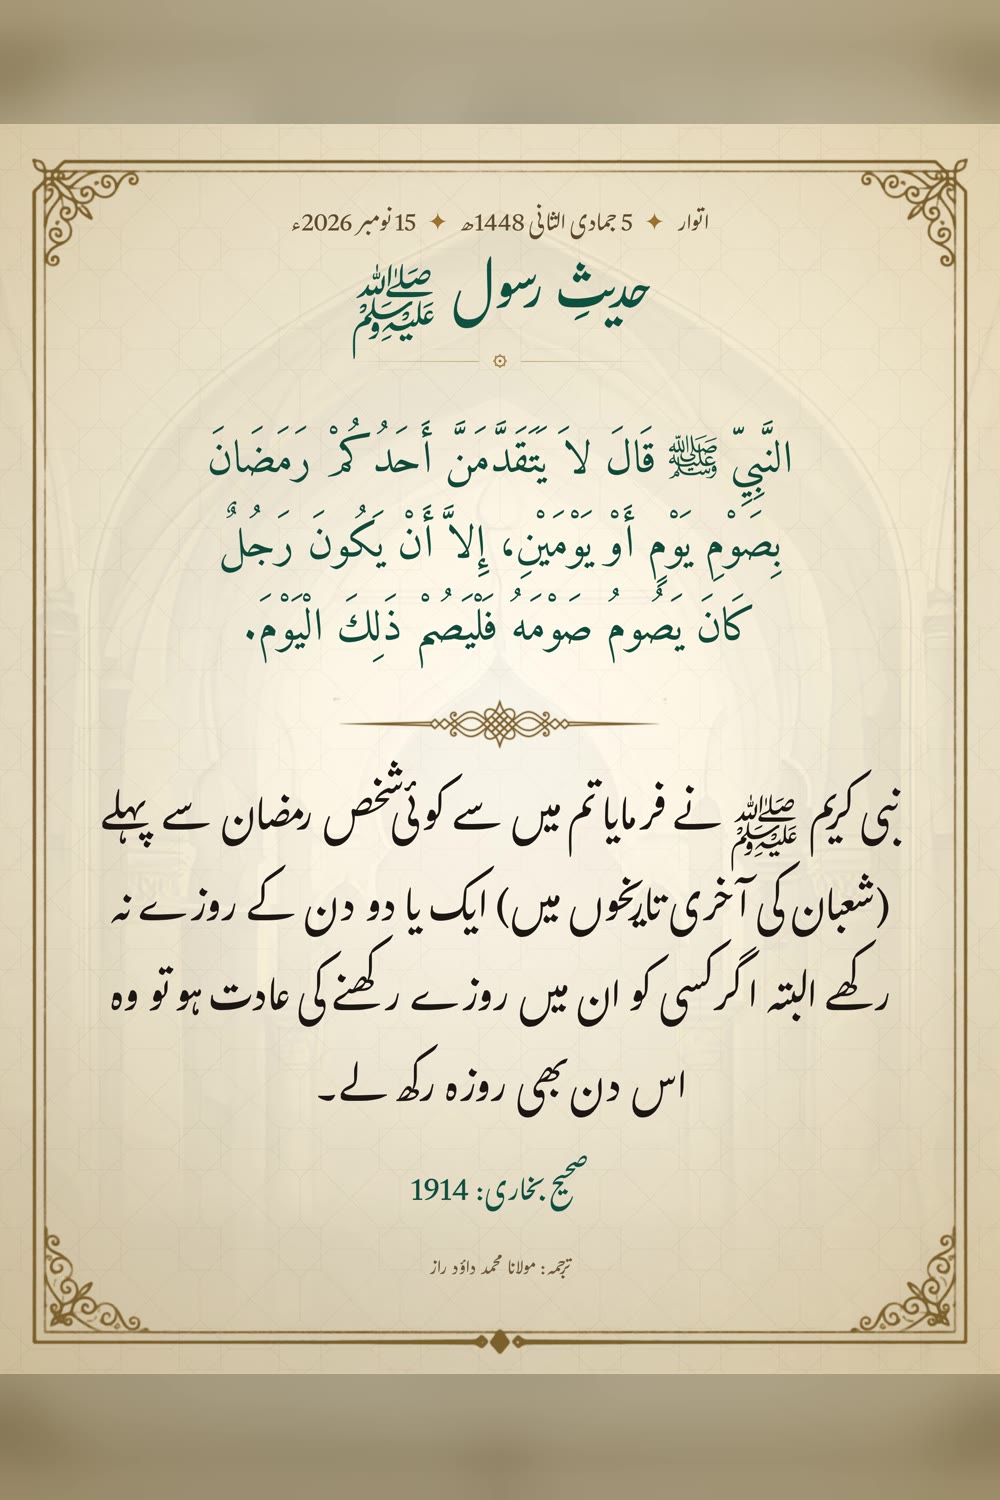 اتوار ✦ 5 جمادی الثانی 1448ھ ✦ 15 نومبر 2026ء
حدیثِ رسول ﷺ
النَّبِيِّ ﷺ قَالَ لاَ يَتَقَدَّمَنَّ أَحَدُكُمْ رَمَضَانَ
بِصَوْمِ يَوْمٍ أَوْ يَوْمَيْنِ، إِلاَّ أَنْ يَكُونَ رَجُلٌ
كَانَ يَصُومُ صَوْمَهُ فَلْيَصُمْ ذَلِكَ الْيَوْمَ.
نبی کریم ﷺ نے فرمایا تم میں سے کوئی شخص رمضان سے پہلے
(شعبان کی آخری تاریخوں میں) ایک یا دو دن کے روزے نہ
رکھے البتہ اگر کسی کو ان میں روزے رکھنے کی عادت ہو تو وہ
اس دن بھی روزہ رکھ لے۔
صحیح بخاری: 1914
ترجمہ: مولانا محمد داؤد راز